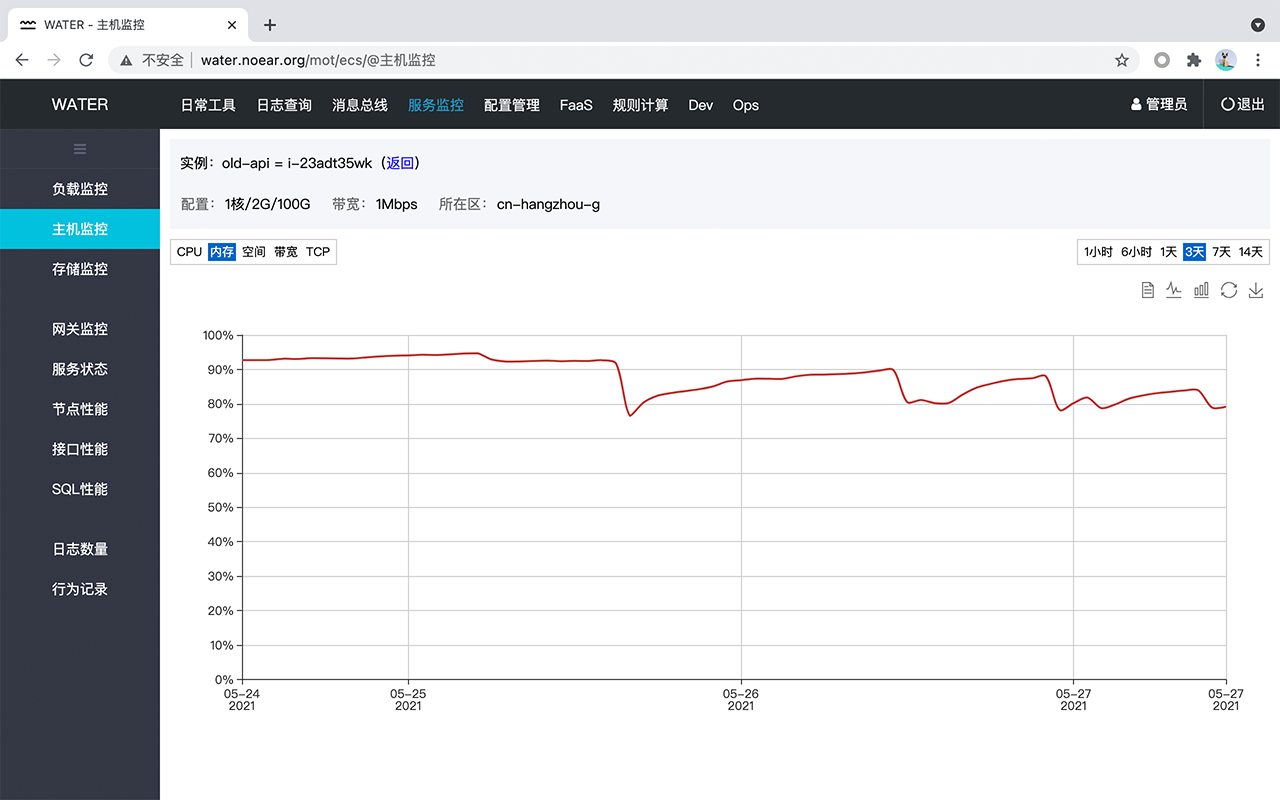 WATER - 主机监控
不安全 water.noear.org/mot/ecs/@主机监控
WATER 日常工具 日志查询 消息总线 服务监控 配置管理 FaaS 规则计算 Dev Ops 管理员 退出
负载监控
主机监控
存储监控
网关监控
服务状态
节点性能
接口性能
SQL性能
日志数量
行为记录
实例：old-api = i-23adt35wk（返回）
配置： 1核/2G/100G 带宽： 1Mbps 所在区： cn-hangzhou-g
CPU 内存 空间 带宽 TCP 1小时 6小时 1天 3天 7天 14天
100%
90%
80%
70%
60%
50%
40%
30%
20%
10%
0%
05-24 05-25 05-26 05-27 05-27
2021 2021 2021 2021 2021